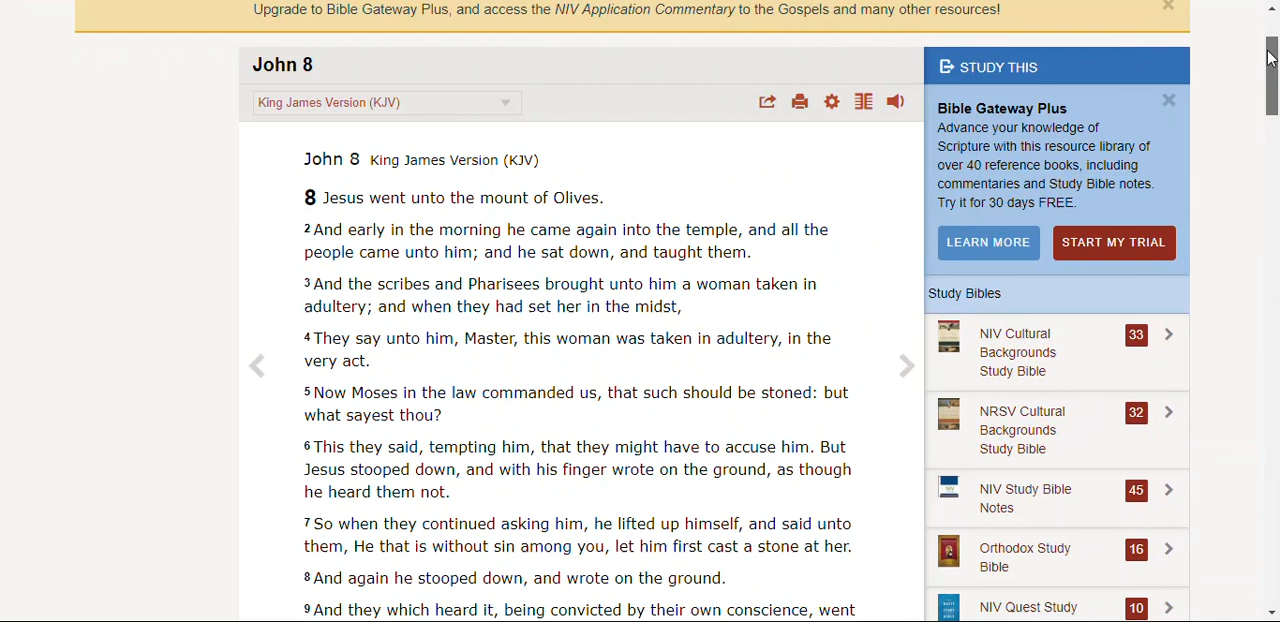 Upgrade to Bible Gateway Plus, and access the NIV Application Commentary to the Gospels and many other resources!
John 8
King James Version (KJV)
John 8 King James Version (KJV)
8 Jesus went unto the mount of Olives.
2 And early in the morning he came again into the temple, and all the
people came unto him; and he sat down, and taught them.
3 And the scribes and Pharisees brought unto him a woman taken in
adultery; and when they had set her in the midst,
4 They say unto him, Master, this woman was taken in adultery, in the
very act.
5 Now Moses in the law commanded us, that such should be stoned: but
what sayest thou?
6 This they said, tempting him, that they might have to accuse him. But
Jesus stooped down, and with his finger wrote on the ground, as though
he heard them not.
7 So when they continued asking him, he lifted up himself, and said unto
them, He that is without sin among you, let him first cast a stone at her.
8 And again he stooped down, and wrote on the ground.
9 And they which heard it, being convicted by their own conscience, went
STUDY THIS
Bible Gateway Plus
Advance your knowledge of
Scripture with this resource library of
over 40 reference books, including
commentaries and Study Bible notes.
Try it for 30 days FREE.
LEARN MORE
START MY TRIAL
Study Bibles
NIV Cultural
Backgrounds
Study Bible
33
NRSV Cultural
Backgrounds
Study Bible
32
NIV Study Bible
Notes
45
Orthodox Study
Bible
16
NIV Quest Study
10